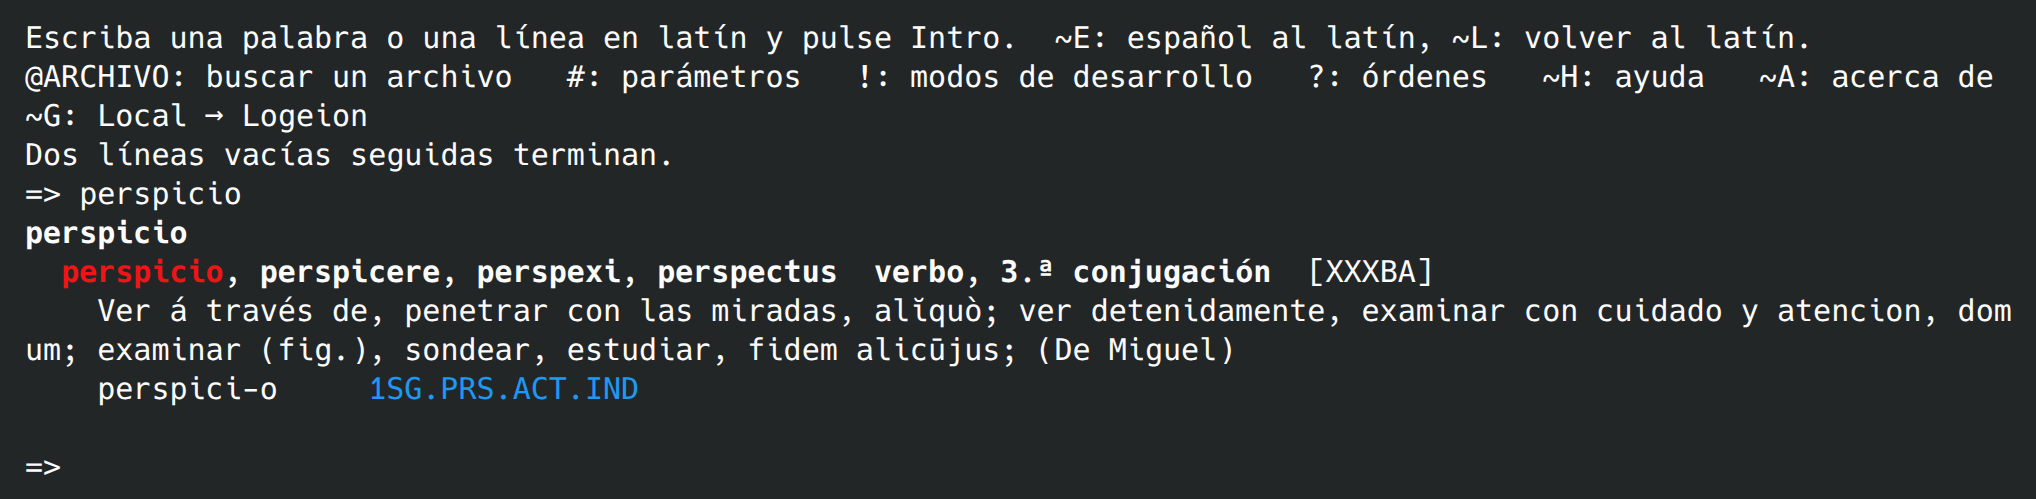 Escriba una palabra o una línea en latín y pulse Intro.  ~E: español al latín, ~L: volver al latín.
@ARCHIVO: buscar un archivo   #: parámetros   !: modos de desarrollo   ?: órdenes   ~H: ayuda   ~A: acerca de
~G: Local → Logeion
Dos líneas vacías seguidas terminan.
=> perspicio
perspicio
  perspicio, perspicere, perspexi, perspectus  verbo, 3.ª conjugación  [XXXBA]
    Ver á través de, penetrar con las miradas, alĭquò; ver detenidamente, examinar con cuidado y atencion, dom
um; examinar (fig.), sondear, estudiar, fidem alicūjus; (De Miguel)
    perspici-o     1SG.PRS.ACT.IND
=>